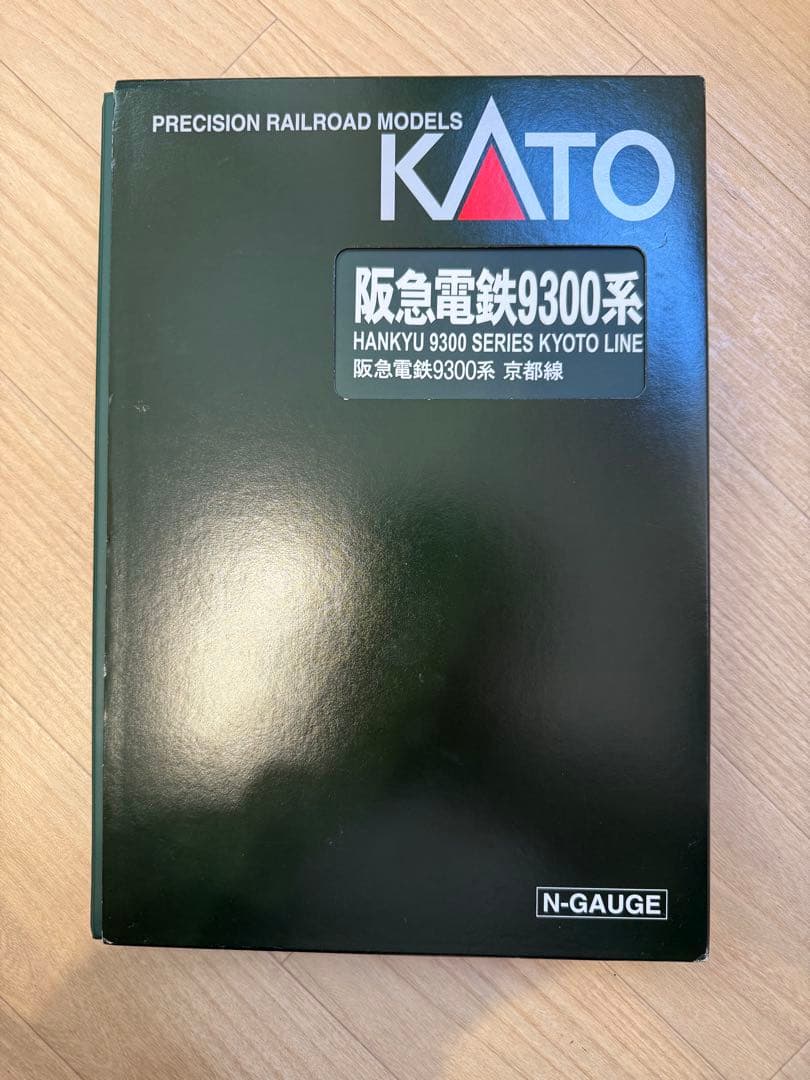 PRECISION RAILROAD MODELS
KATO
阪急電鉄9300系
HANKYU 9300 SERIES KYOTO LINE
阪急電鉄9300系 京都線
N-GAUGE